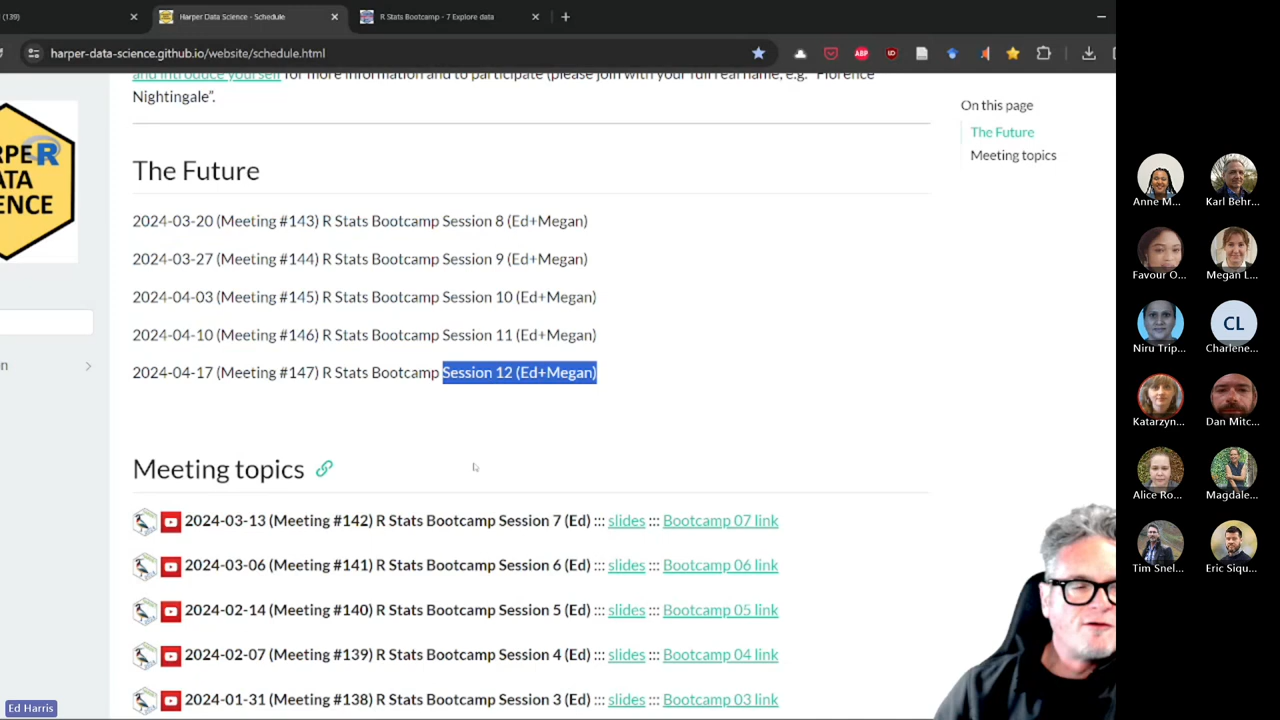 (139)
Harper Data Science - Schedule
R Stats Bootcamp - 7 Explore data
harper-data-science.github.io/website/schedule.html
and introduce yourself for more information and to participate (please join with your full real name, e.g. "Florence
Nightingale".
On this page
The Future
Meeting topics
RPER
ATA
ENCE
The Future
2024-03-20 (Meeting #143) R Stats Bootcamp Session 8 (Ed+Megan)
2024-03-27 (Meeting #144) R Stats Bootcamp Session 9 (Ed+Megan)
2024-04-03 (Meeting #145) R Stats Bootcamp Session 10 (Ed+Megan)
2024-04-10 (Meeting #146) R Stats Bootcamp Session 11 (Ed+Megan)
2024-04-17 (Meeting #147) R Stats Bootcamp Session 12 (Ed+Megan)
Meeting topics
2024-03-13 (Meeting #142) R Stats Bootcamp Session 7 (Ed) ::: slides ::: Bootcamp 07 link
2024-03-06 (Meeting #141) R Stats Bootcamp Session 6 (Ed) ::: slides ::: Bootcamp 06 link
2024-02-14 (Meeting #140) R Stats Bootcamp Session 5 (Ed) ::: slides ::: Bootcamp 05 link
2024-02-07 (Meeting #139) R Stats Bootcamp Session 4 (Ed) ::: slides ::: Bootcamp 04 link
2024-01-31 (Meeting #138) R Stats Bootcamp Session 3 (Ed) ::: slides ::: Bootcamp 03 link
n
Ed Harris
ABP
Anne M...
Karl Behr...
Favour O...
Megan L...
Niru Trip...
CL
Charlene...
Katarzyn...
Dan Mitc...
Alice Ro...
Magdale...
Tim Snel...
Eric Siqu...